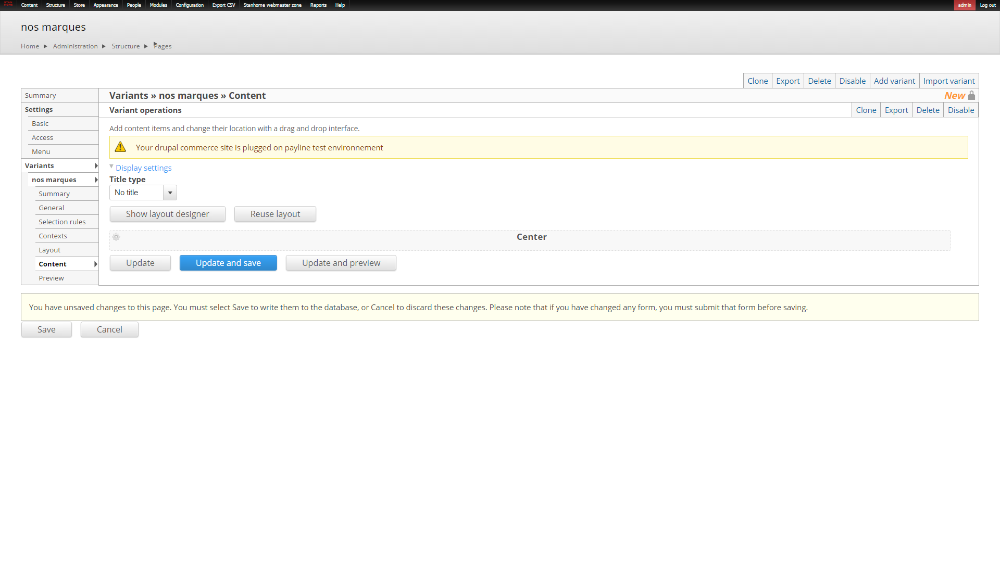 STAN
HOME
Content Structure Store Appearance People Modules Configuration Export CSV Stanhome webmaster zone Reports Help admin Log out
nos marques
Home Administration Structure Pages
Clone Export Delete Disable Add variant Import variant
Summary
Settings
Basic
Access
Menu
Variants
nos marques
Summary
General
Selection rules
Contexts
Layout
Content
Preview
Variants » nos marques » Content New
Variant operations Clone Export Delete Disable
Add content items and change their location with a drag and drop interface.
Your drupal commerce site is plugged on payline test environnement
Display settings
Title type
No title
Show layout designer Reuse layout
Center
Update Update and save Update and preview
You have unsaved changes to this page. You must select Save to write them to the database, or Cancel to discard these changes. Please note that if you have changed any form, you must submit that form before saving.
Save Cancel